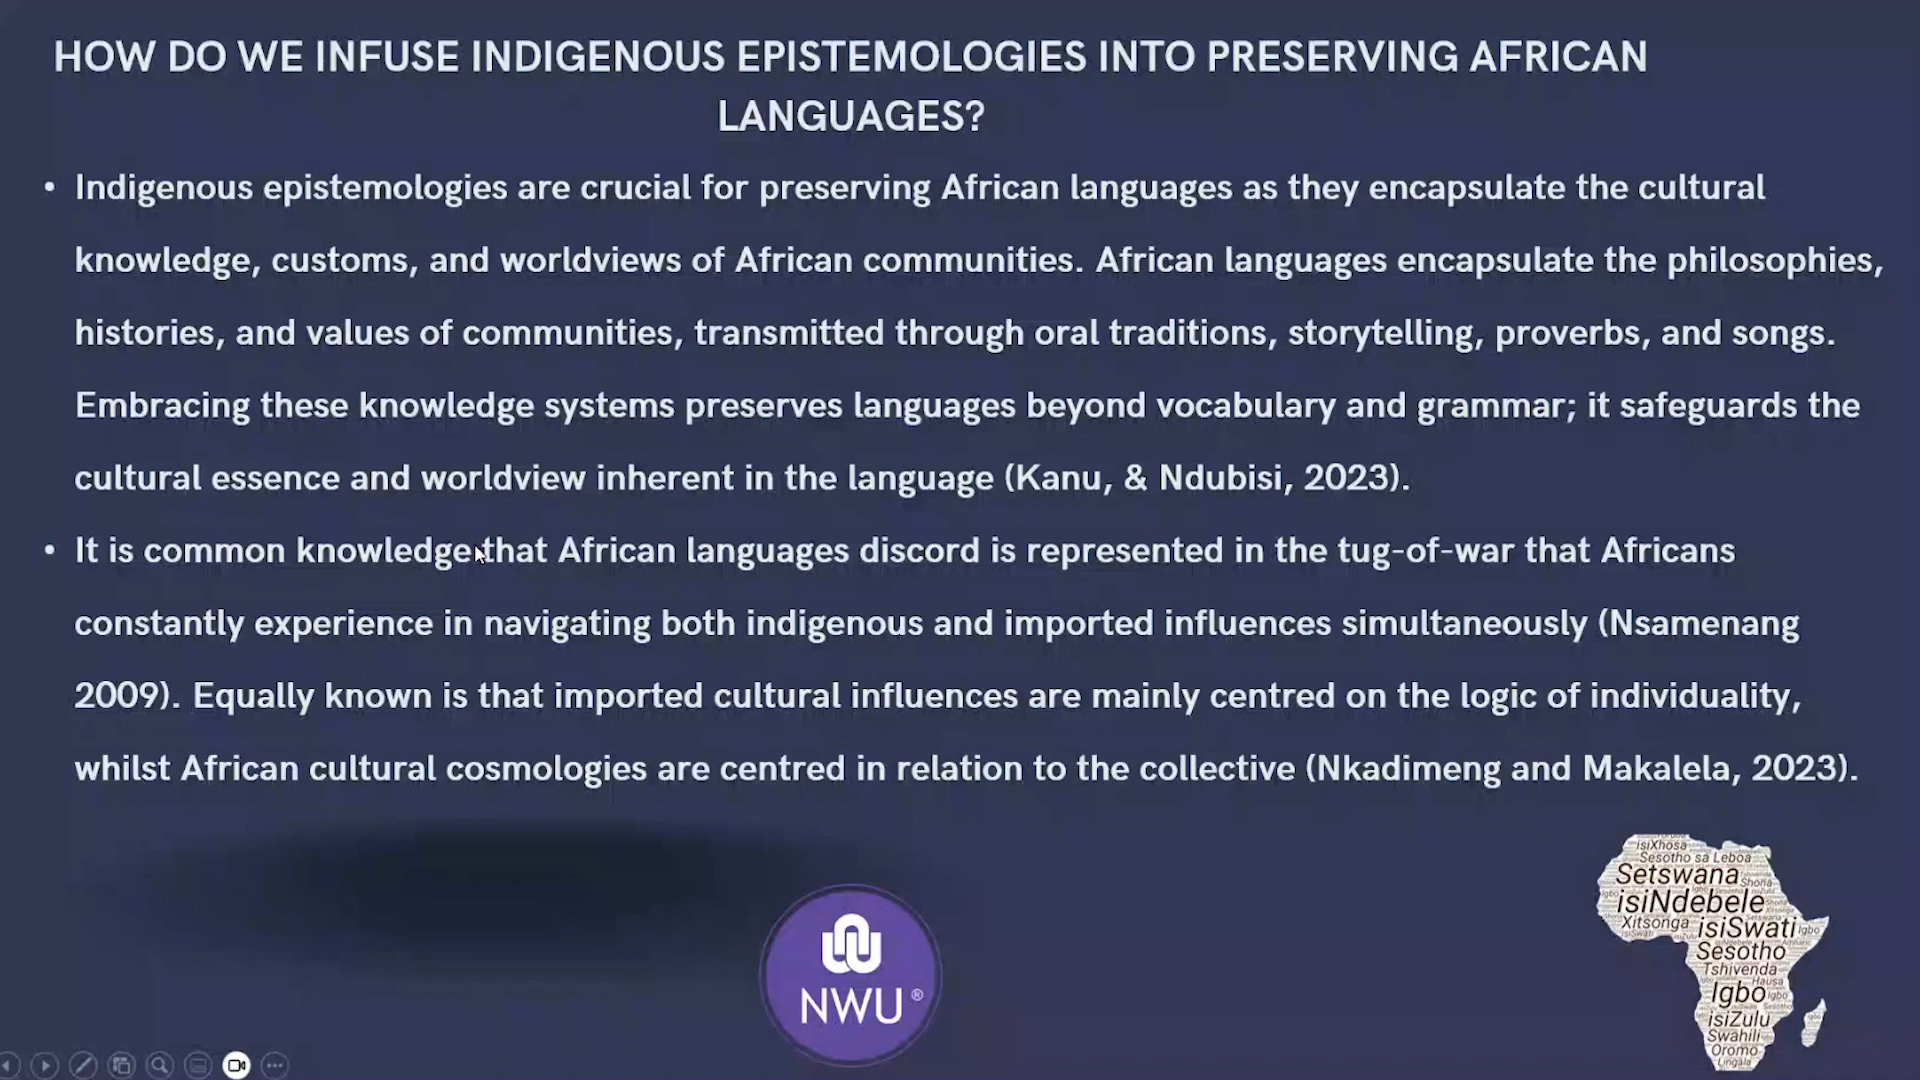 HOW DO WE INFUSE INDIGENOUS EPISTEMOLOGIES INTO PRESERVING AFRICAN
LANGUAGES?
• Indigenous epistemologies are crucial for preserving African languages as they encapsulate the cultural
knowledge, customs, and worldviews of African communities. African languages encapsulate the philosophies,
histories, and values of communities, transmitted through oral traditions, storytelling, proverbs, and songs.
Embracing these knowledge systems preserves languages beyond vocabulary and grammar; it safeguards the
cultural essence and worldview inherent in the language (Kanu, & Ndubisi, 2023).
• It is common knowledge that African languages discord is represented in the tug-of-war that Africans
constantly experience in navigating both indigenous and imported influences simultaneously (Nsamenang
2009). Equally known is that imported cultural influences are mainly centred on the logic of individuality,
whilst African cultural cosmologies are centred in relation to the collective (Nkadimeng and Makalela, 2023).
NWU®
isiXhosa
Sesotho sa Leboa
Setswana Shona
isiNdebele
Xitsonga isiSwati Igbo
Sesotho
Tshivenda
Hausa
Igbo Igbo
isiZulu
Swahili
Oromo
Lingala